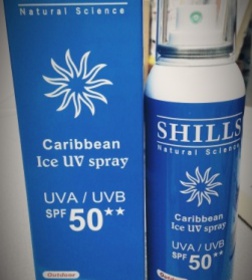 Natural Science
Caribbean
Ice UV spray
UVA / UVB
SPF 50★★
Outdoor
SHILLS
Natural Science
Caribbean
Ice UV spray
UVA / UVB
SPF 50★★